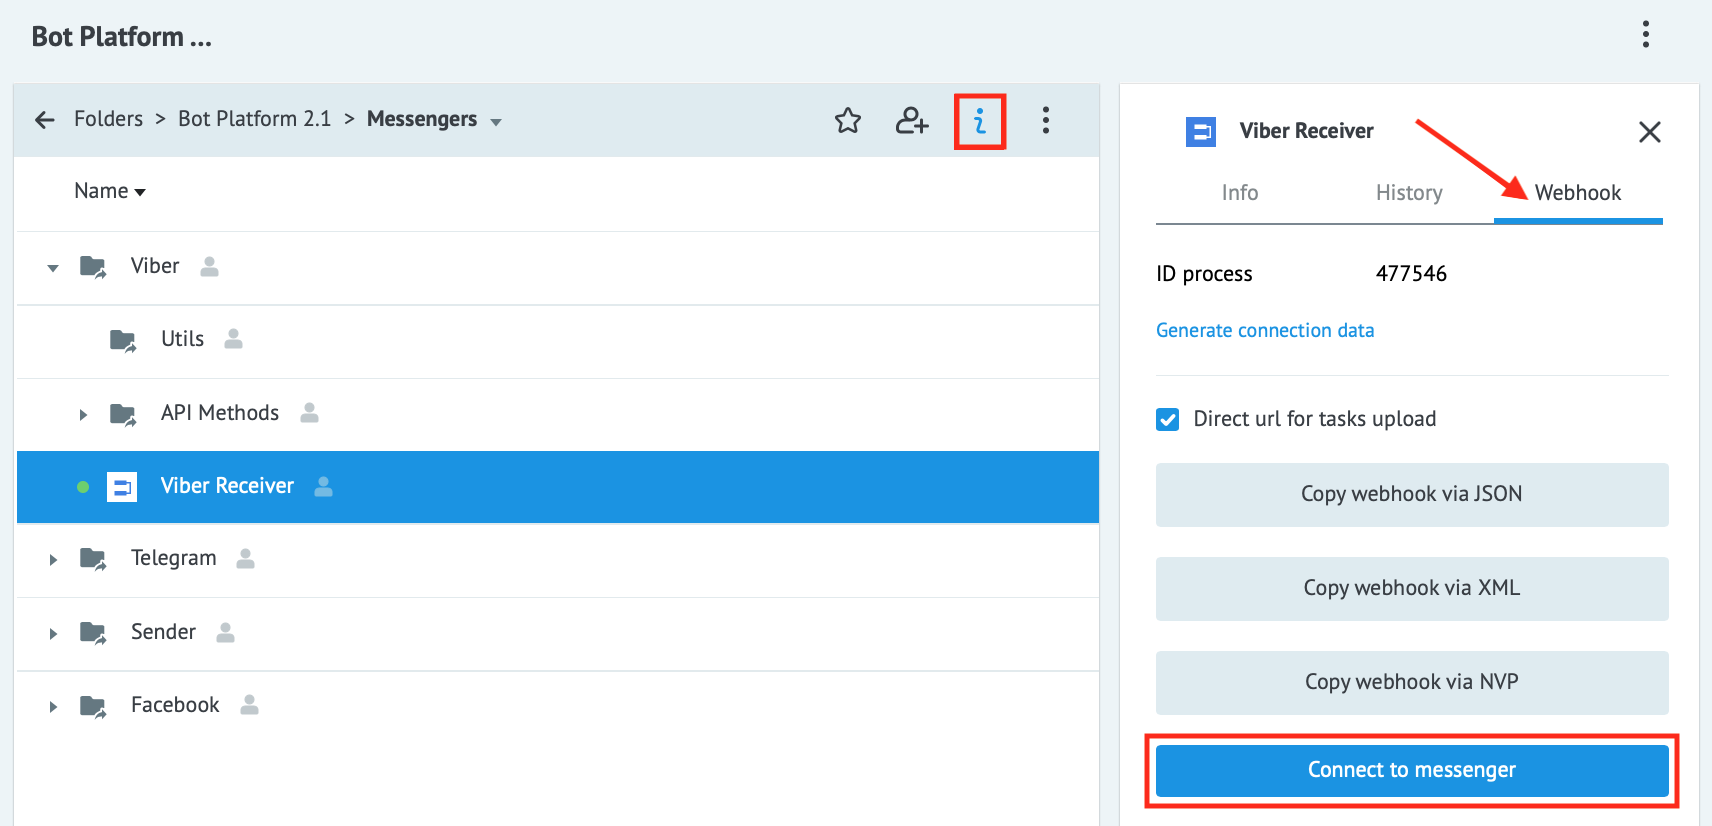 Bot Platform ...
Folders > Bot Platform 2.1 > Messengers
Name
Viber
Utils
API Methods
Viber Receiver
Telegram
Sender
Facebook
Viber Receiver
Info History Webhook
ID process 477546
Generate connection data
Direct url for tasks upload
Copy webhook via JSON
Copy webhook via XML
Copy webhook via NVP
Connect to messenger